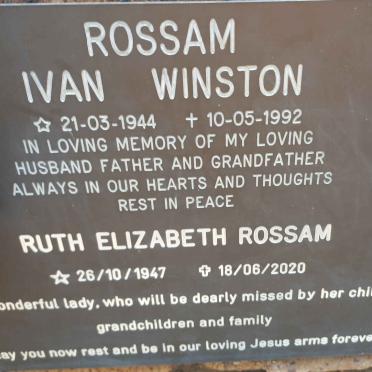 ROSSAM
IVAN WINSTON
☆ 21-03-1944 ✝ 10-05-1992
IN LOVING MEMORY OF MY LOVING
HUSBAND FATHER AND GRANDFATHER
ALWAYS IN OUR HEARTS AND THOUGHTS
REST IN PEACE
RUTH ELIZABETH ROSSAM
☆ 26/10/1947 ✞ 18/06/2020
onderful lady, who will be dearly missed by her chil
grandchildren and family
ay you now rest and be in our loving Jesus arms foreve